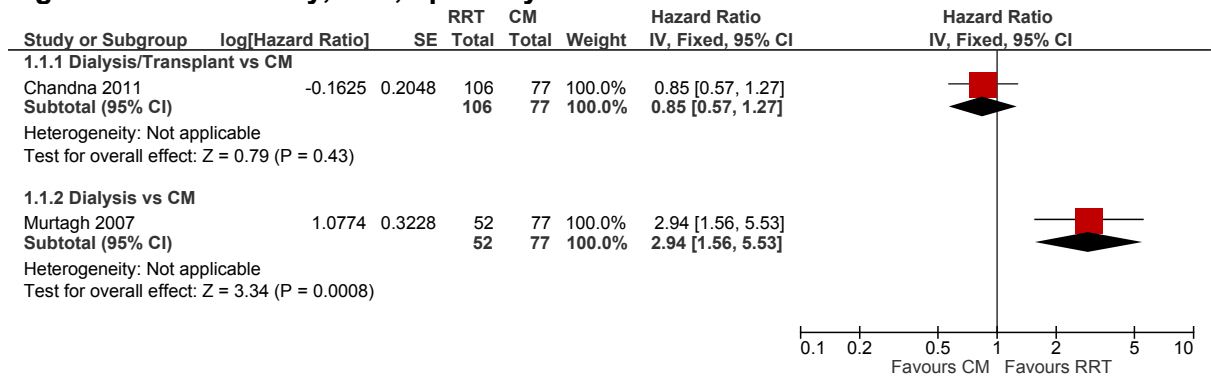 RRT CM Hazard Ratio Hazard Ratio
Study or Subgroup log[Hazard Ratio] SE Total Total Weight IV, Fixed, 95% CI IV, Fixed, 95% CI
1.1.1 Dialysis/Transplant vs CM
Chandna 2011 -0.1625 0.2048 106 77 100.0% 0.85 [0.57, 1.27]
Subtotal (95% CI) 106 77 100.0% 0.85 [0.57, 1.27]
Heterogeneity: Not applicable
Test for overall effect: Z = 0.79 (P = 0.43)
1.1.2 Dialysis vs CM
Murtagh 2007 1.0774 0.3228 52 77 100.0% 2.94 [1.56, 5.53]
Subtotal (95% CI) 52 77 100.0% 2.94 [1.56, 5.53]
Heterogeneity: Not applicable
Test for overall effect: Z = 3.34 (P = 0.0008)
0.1 0.2 0.5 1 2 5 10
Favours CM Favours RRT